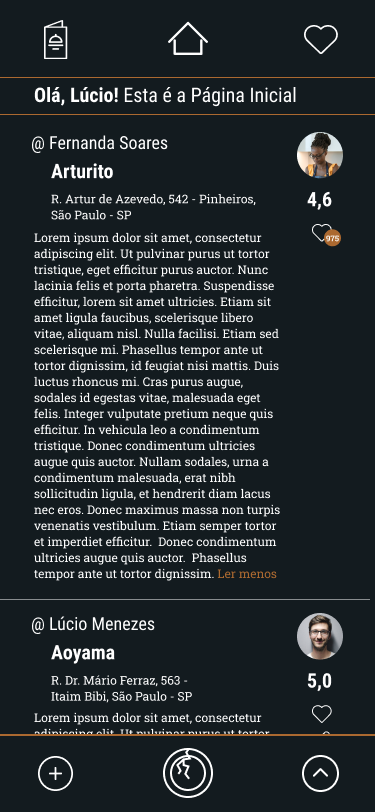 Olá, Lúcio! Esta é a Página Inicial
@ Fernanda Soares
Arturito
4,6
R. Artur de Azevedo, 542 - Pinheiros,
São Paulo - SP
975
Lorem ipsum dolor sit amet, consectetur
adipiscing elit. Ut pulvinar purus ut tortor
tristique, eget efficitur purus auctor. Nunc
lacinia felis et porta pharetra. Suspendisse
efficitur, lorem sit amet ultricies. Etiam sit
amet ligula faucibus, scelerisque libero
vitae, aliquam nisl. Nulla facilisi. Etiam sed
scelerisque mi. Phasellus tempor ante ut
tortor dignissim, id feugiat nisi mattis. Duis
luctus rhoncus mi. Cras purus augue,
sodales id egestas vitae, malesuada eget
felis. Integer vulputate pretium neque quis
efficitur. In vehicula leo a condimentum
tristique. Donec condimentum ultricies
augue quis auctor. Nullam sodales, urna a
condimentum malesuada, erat nibh
sollicitudin ligula, et hendrerit diam lacus
nec eros. Donec maximus massa non turpis
venenatis vestibulum. Etiam semper tortor
et imperdiet efficitur. Donec condimentum
ultricies augue quis auctor. Phasellus
tempor ante ut tortor dignissim. Ler menos
@ Lúcio Menezes
Aoyama
5,0
R. Dr. Mário Ferraz, 563 -
Itaim Bibi, São Paulo - SP
Lorem ipsum dolor sit amet, consectetur
adipiscing elit. Ut pulvinar purus ut tortor